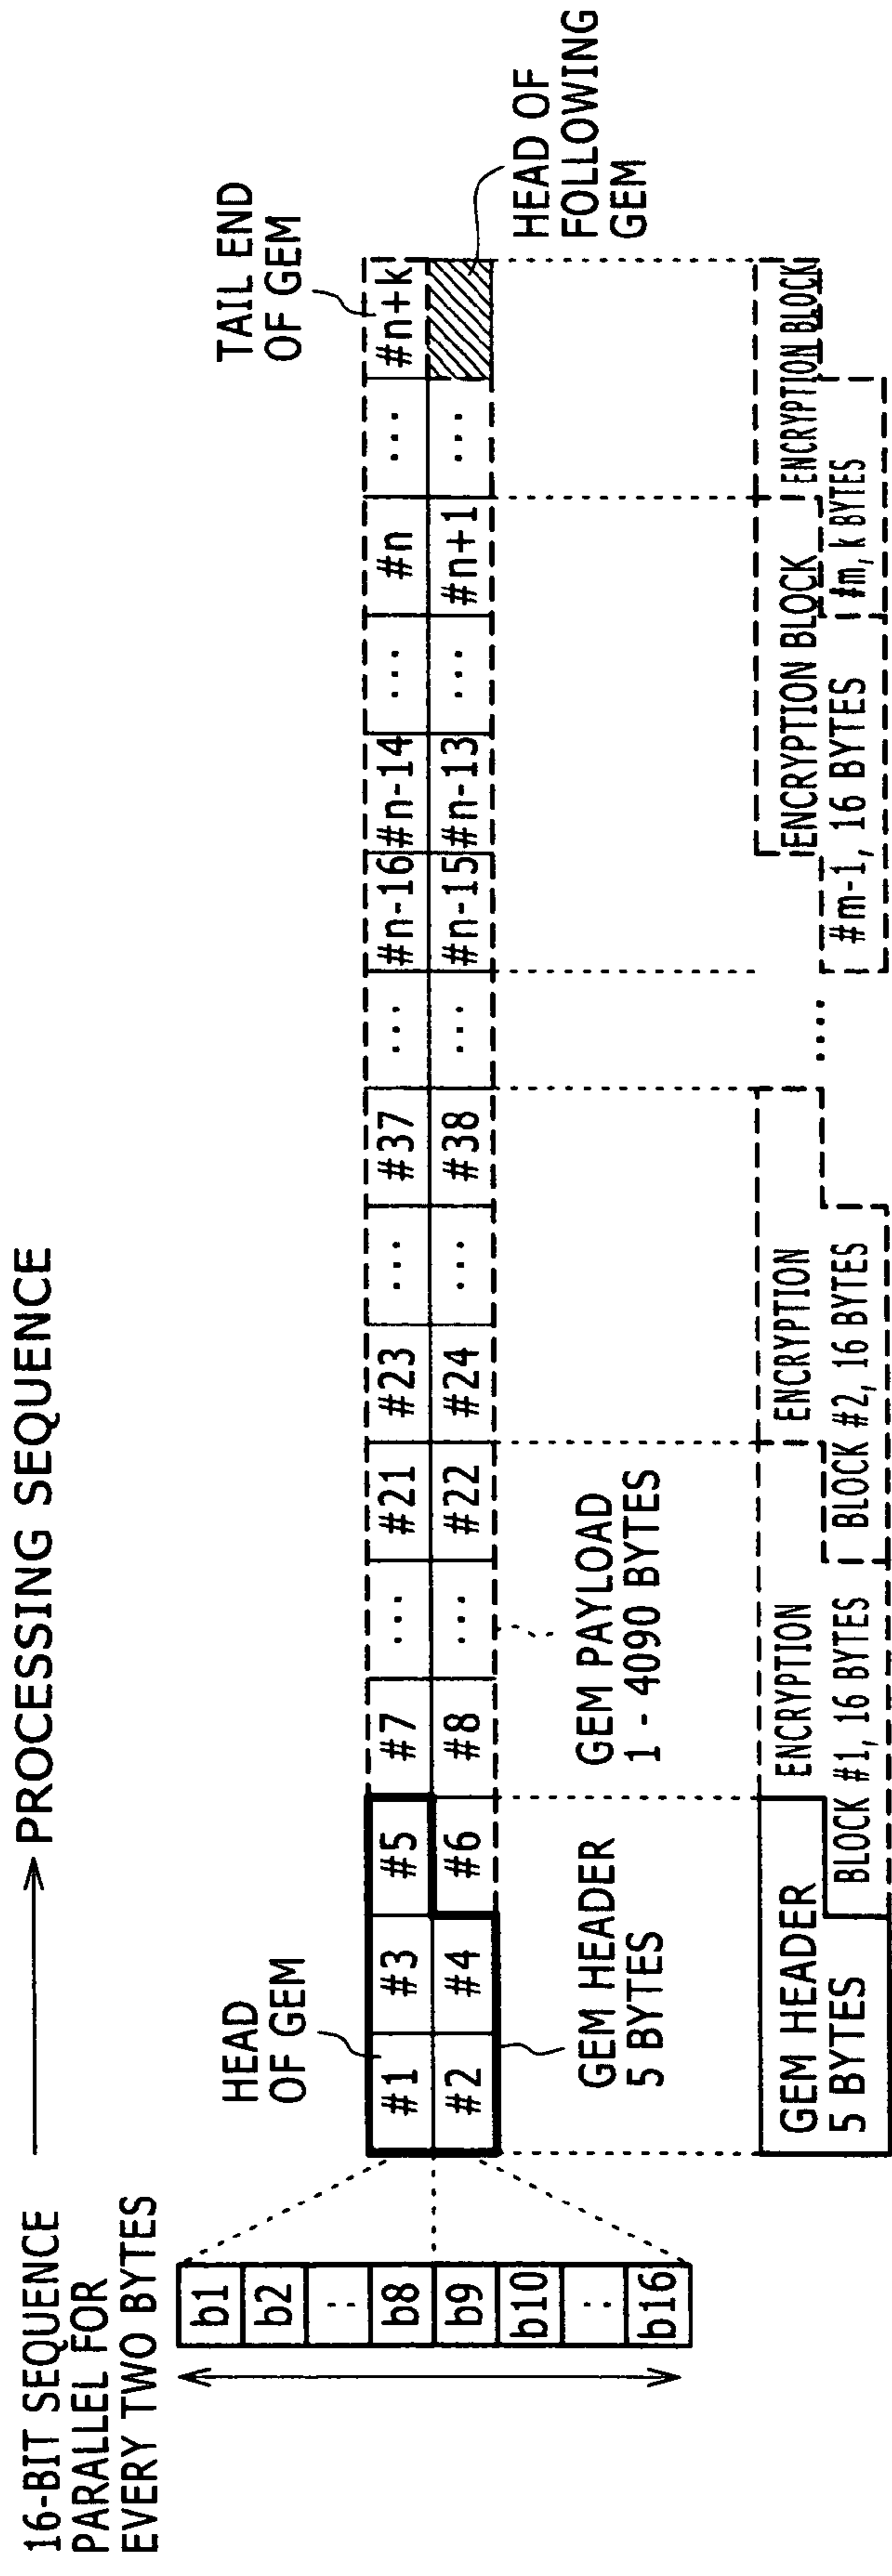 16-BIT SEQUENCE
PARALLEL FOR
EVERY TWO BYTES
PROCESSING SEQUENCE
b1
b2
..
b8
b9
b10
..
b16
HEAD
OF GEM
TAIL END
OF GEM
#1 #3 #5 #7 ... #21 #23 ... #37 ... #n-16 #n-14 ... #n ... #n+k
#2 #4 #6 #8 ... #22 #24 ... #38 ... #n-15 #n-13 ... #n+1 ...
HEAD OF
FOLLOWING
GEM
GEM HEADER
5 BYTES
GEM PAYLOAD
1 - 4090 BYTES
GEM HEADER
5 BYTES
ENCRYPTION
BLOCK #1, 16 BYTES
ENCRYPTION
BLOCK #2, 16 BYTES
....
ENCRYPTION BLOCK
#m-1, 16 BYTES
ENCRYPTION BLOCK
#m, k BYTES